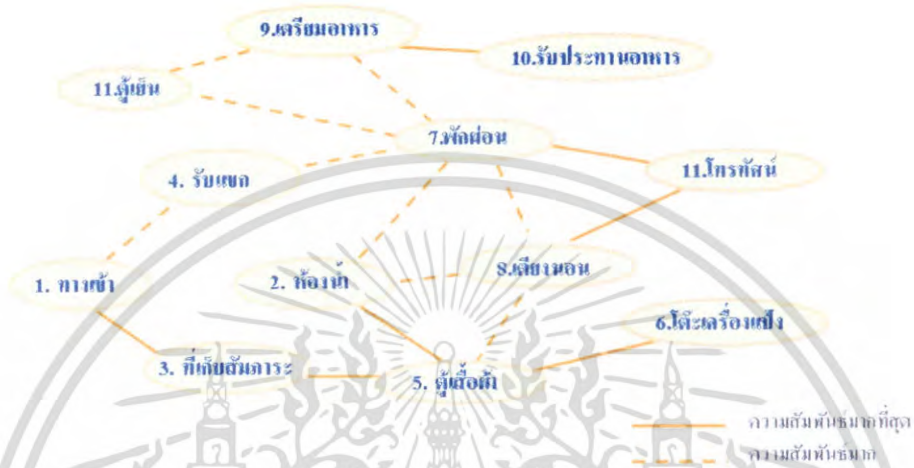 9.เตรียมอาหาร
10.รับประทานอาหาร
11.ตู้เย็น
7.พักผ่อน
11.โทรทัศน์
4. รับแขก
1. ทางเข้า
2. ห้องน้ำ
8.เตียงนอน
6.โต๊ะเครื่องแป้ง
3. ที่เก็บสัมภาระ
5. ตู้เสื้อผ้า
ความสัมพันธ์มากที่สุด
ความสัมพันธ์มาก